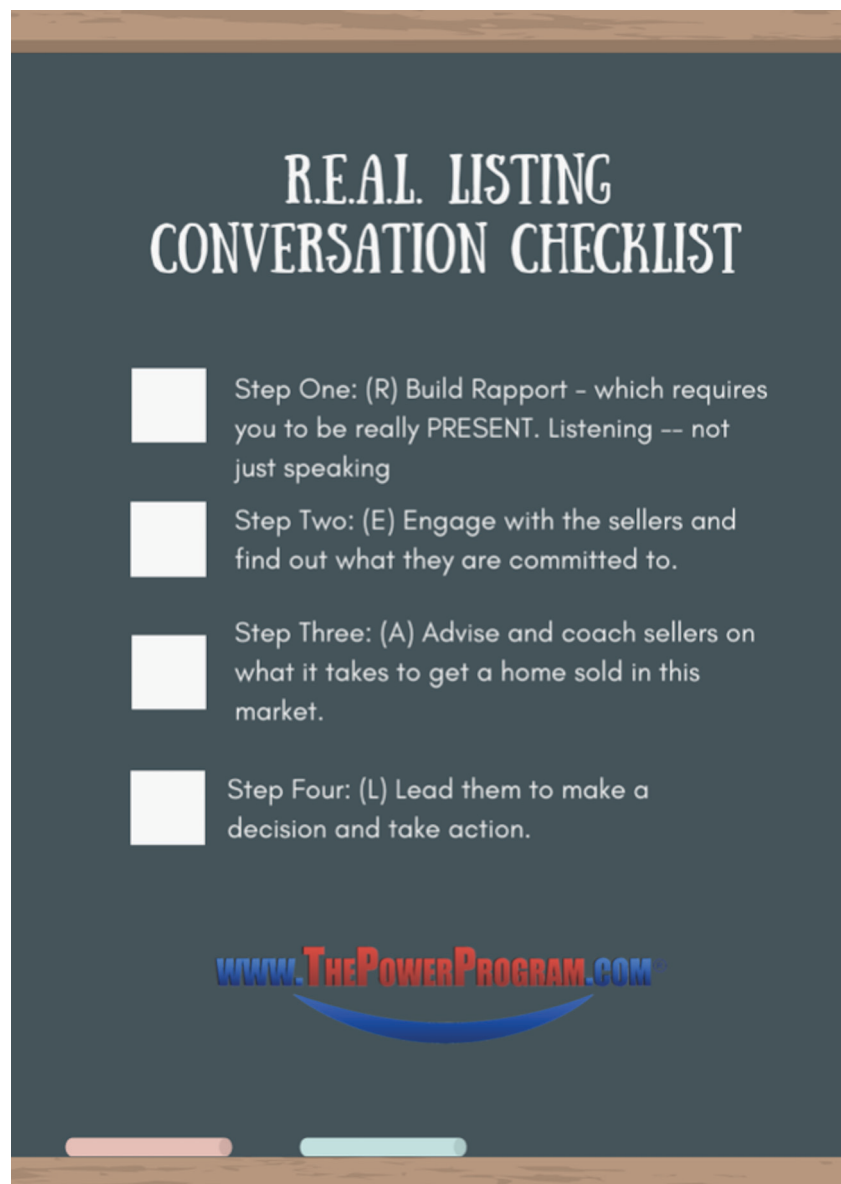 R.E.A.L. LISTING
CONVERSATION CHECKLIST
Step One: (R) Build Rapport - which requires
you to be really PRESENT. Listening -- not
just speaking
Step Two: (E) Engage with the sellers and
find out what they are committed to.
Step Three: (A) Advise and coach sellers on
what it takes to get a home sold in this
market.
Step Four: (L) Lead them to make a
decision and take action.
WWW.THEPOWERPROGRAM.COM